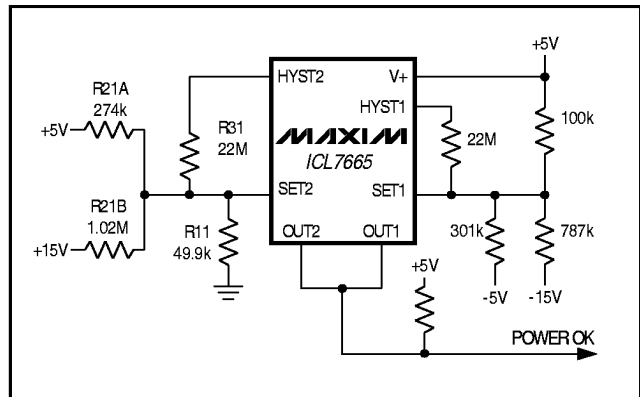 +5V
HYST2
V+
R21A
274k
HYST1
+5V
R31
22M
MAXIM
ICL7665
22M
100k
R21B
1.02M
SET2
SET1
+15V
R11
49.9k
OUT2
OUT1
301k
787k
+5V
-5V
-15V
POWER OK